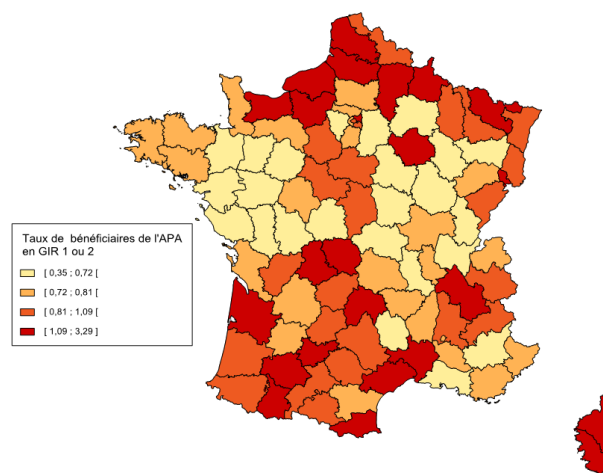 Taux de bénéficiaires de l'APA
en GIR 1 ou 2
[ 0,35 ; 0,72 [
[ 0,72 ; 0,81 [
[ 0,81 ; 1,09 [
[ 1,09 ; 3,29 ]